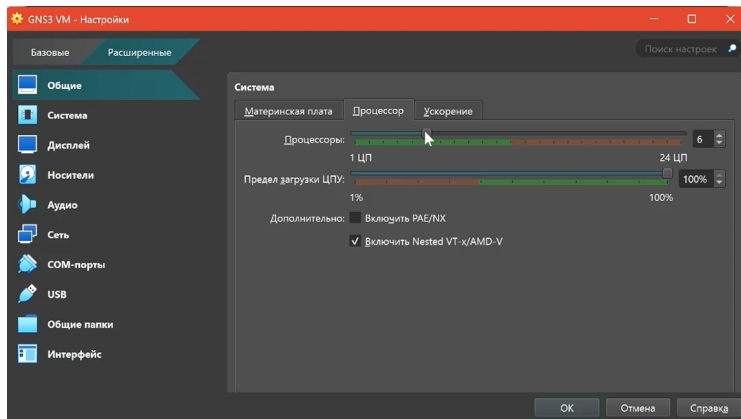 GNS3 VM - Настройки
Базовые Расширенные Поиск настроек
Общие
Система
Дисплей
Носители
Аудио
Сеть
COM-порты
USB
Общие папки
Интерфейс
Система
Материнская плата Процессор Ускорение
Процессоры: 6
1 ЦП 24 ЦП
Предел загрузки ЦПУ: 100%
1% 100%
Дополнительно: Включить PAE/NX
Включить Nested VT-x/AMD-V
ОК Отмена Справка